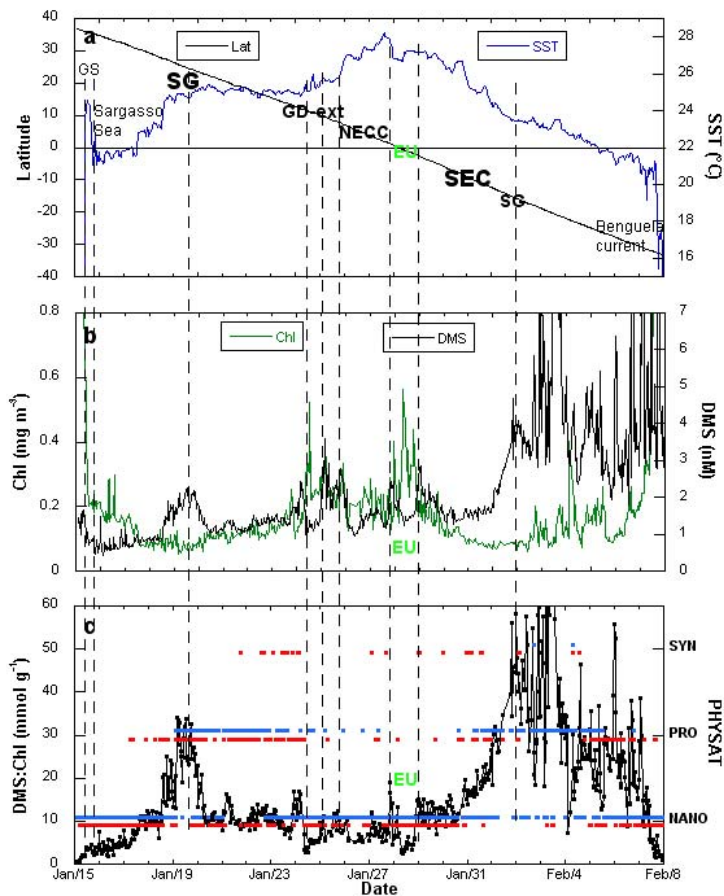 a
Lat
SST
GS
SG
Sargasso
Sea
GD-ext
NECC
EU
SEC
SG
Benguela
current
Latitude
40
30
20
10
0
-10
-20
-30
-40
SST (°C)
28
26
24
22
20
18
16
b
Chl
DMS
EU
Chl (mg m⁻³)
0.8
0.6
0.4
0.2
0
DMS (nM)
7
6
5
4
3
2
1
0
c
EU
DMS:Chl (mmol g⁻¹)
60
50
40
30
20
10
0
SYN
PRO
NANO
PHYSAT
Jan/15 Jan/19 Jan/23 Jan/27 Jan/31 Feb/4 Feb/8
Date